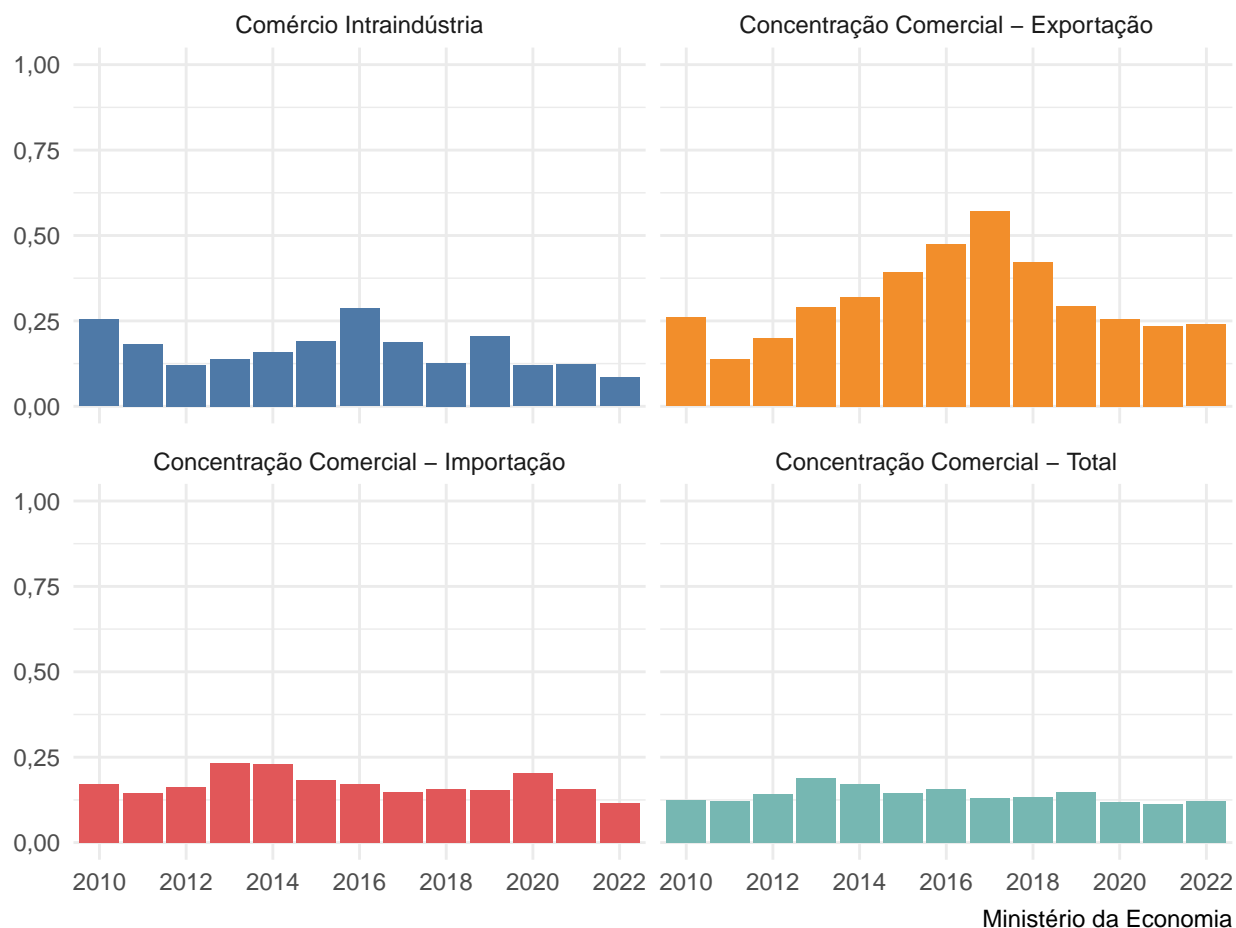 Comércio Intraindústria
Concentração Comercial – Exportação
1,00
0,75
0,50
0,25
0,00
Concentração Comercial – Importação
Concentração Comercial – Total
1,00
0,75
0,50
0,25
0,00
2010 2012 2014 2016 2018 2020 2022
2010 2012 2014 2016 2018 2020 2022
Ministério da Economia